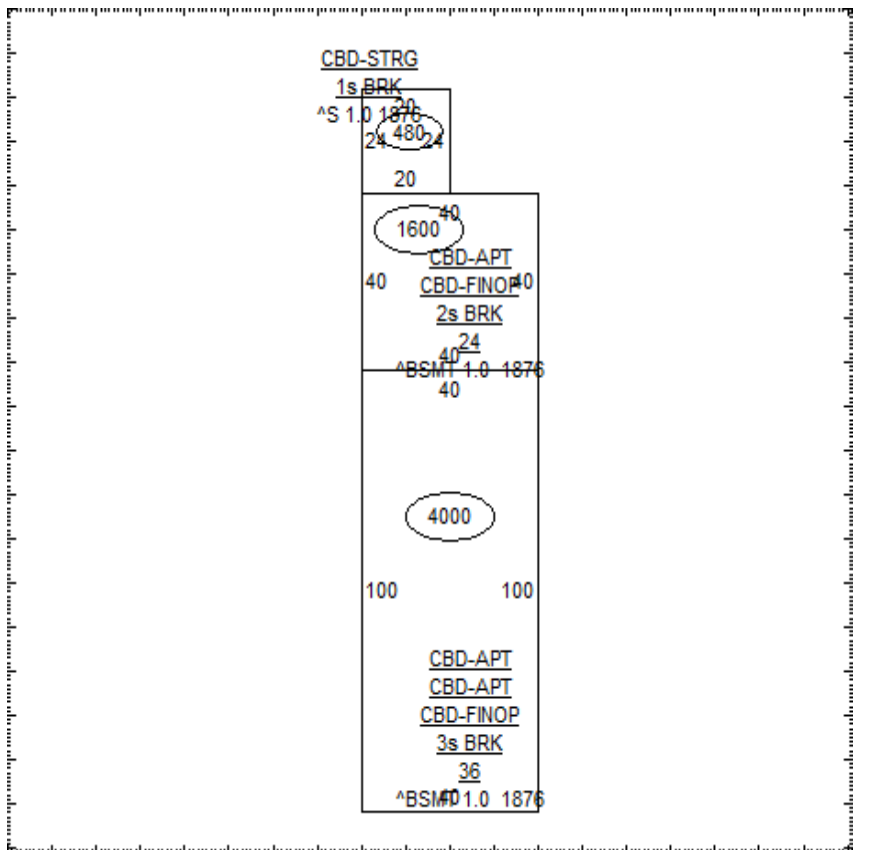 CBD-STRG
1s BRK
20
^S 1.0 1876
24 480 24
20
40
1600
CBD-APT
40 CBD-FINOP 40
2s BRK
24
40
^BSMT 1.0 1876
40
4000
100 100
CBD-APT
CBD-APT
CBD-FINOP
3s BRK
36
^BSMT 1.0 1876
40